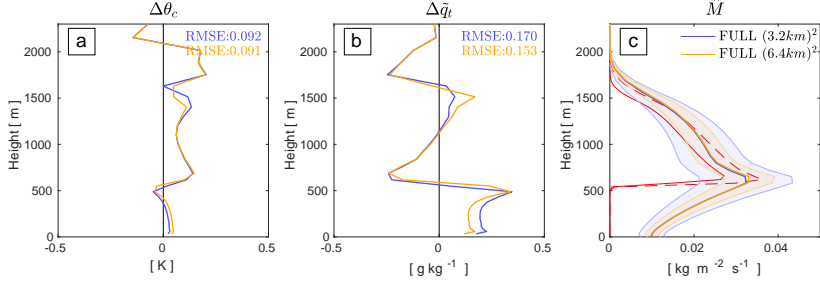 Δθc
a
RMSE:0.092
RMSE:0.091
2000
1500
1000
500
0
Height [ m ]
-0.5 0 0.5
[ K ]
Δq̃t
b
RMSE:0.170
RMSE:0.153
2000
1500
1000
500
0
Height [ m ]
-0.5 0 0.5
[ g kg⁻¹ ]
M̃
c
FULL (3.2km)²
FULL (6.4km)²
2000
1500
1000
500
0
Height [ m ]
0 0.02 0.04
[ kg m⁻² s⁻¹ ]